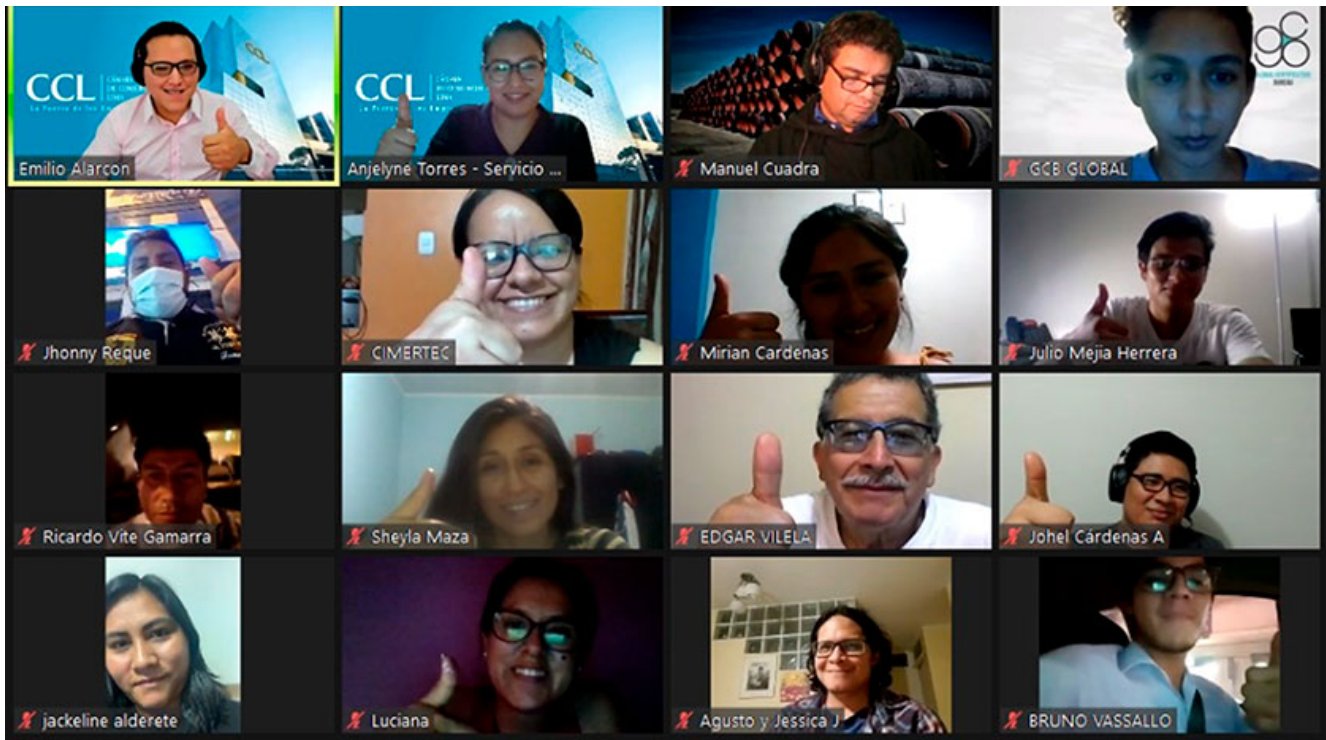 CCL
Emilio Alarcon
CCL
Anjelyne Torres - Servicio ...
Manuel Cuadra
GCB GLOBAL
Jhonny Reque
CIMERTEC
Mirian Cardenas
Julio Mejia Herrera
Ricardo Vite Gamarra
Sheyla Maza
EDGAR VILELA
Johel Cárdenas A
jackeline alderete
Luciana
Agusto y Jessica J
BRUNO VASSALLO